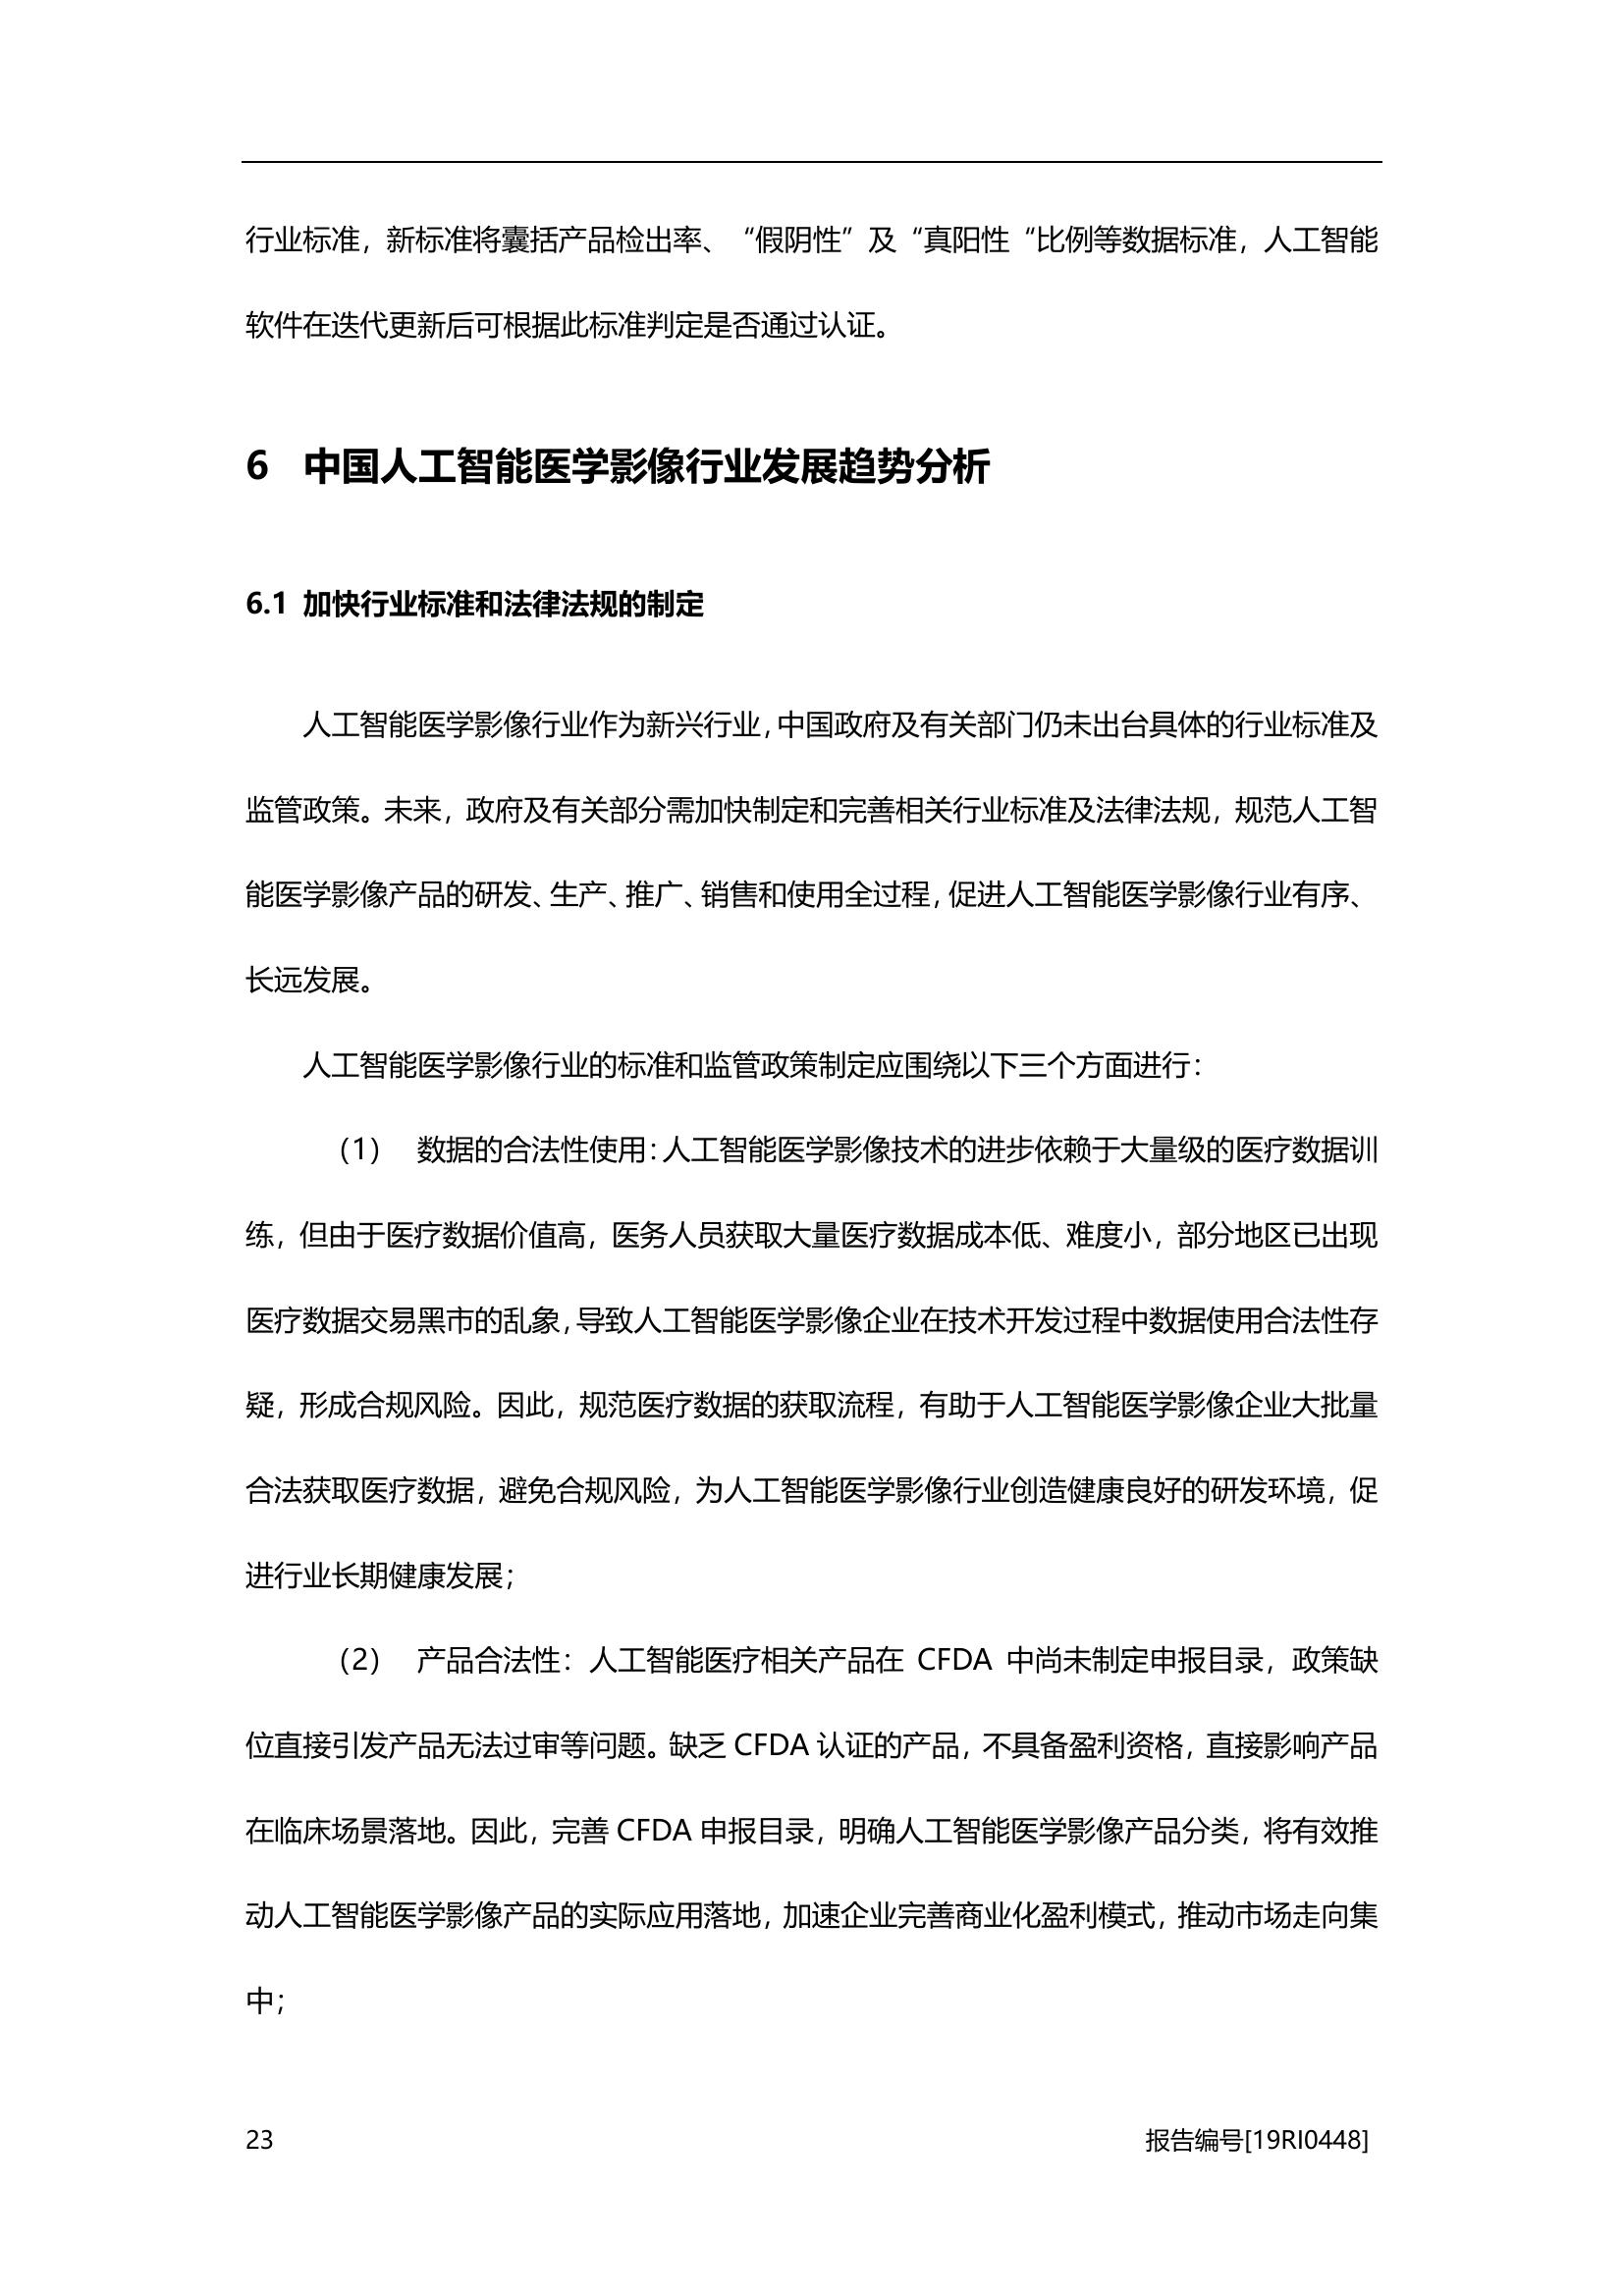 行业标准，新标准将囊括产品检出率、“假阴性”及“真阳性“比例等数据标准，人工智能
软件在迭代更新后可根据此标准判定是否通过认证。
6 中国人工智能医学影像行业发展趋势分析
6.1 加快行业标准和法律法规的制定
人工智能医学影像行业作为新兴行业，中国政府及有关部门仍未出台具体的行业标准及
监管政策。未来，政府及有关部分需加快制定和完善相关行业标准及法律法规，规范人工智
能医学影像产品的研发、生产、推广、销售和使用全过程，促进人工智能医学影像行业有序、
长远发展。
人工智能医学影像行业的标准和监管政策制定应围绕以下三个方面进行：
（1） 数据的合法性使用：人工智能医学影像技术的进步依赖于大量级的医疗数据训
练，但由于医疗数据价值高，医务人员获取大量医疗数据成本低、难度小，部分地区已出现
医疗数据交易黑市的乱象，导致人工智能医学影像企业在技术开发过程中数据使用合法性存
疑，形成合规风险。因此，规范医疗数据的获取流程，有助于人工智能医学影像企业大批量
合法获取医疗数据，避免合规风险，为人工智能医学影像行业创造健康良好的研发环境，促
进行业长期健康发展；
（2） 产品合法性：人工智能医疗相关产品在 CFDA 中尚未制定申报目录，政策缺
位直接引发产品无法过审等问题。缺乏 CFDA 认证的产品，不具备盈利资格，直接影响产品
在临床场景落地。因此，完善 CFDA 申报目录，明确人工智能医学影像产品分类，将有效推
动人工智能医学影像产品的实际应用落地，加速企业完善商业化盈利模式，推动市场走向集
中；
23 报告编号[19RI0448]